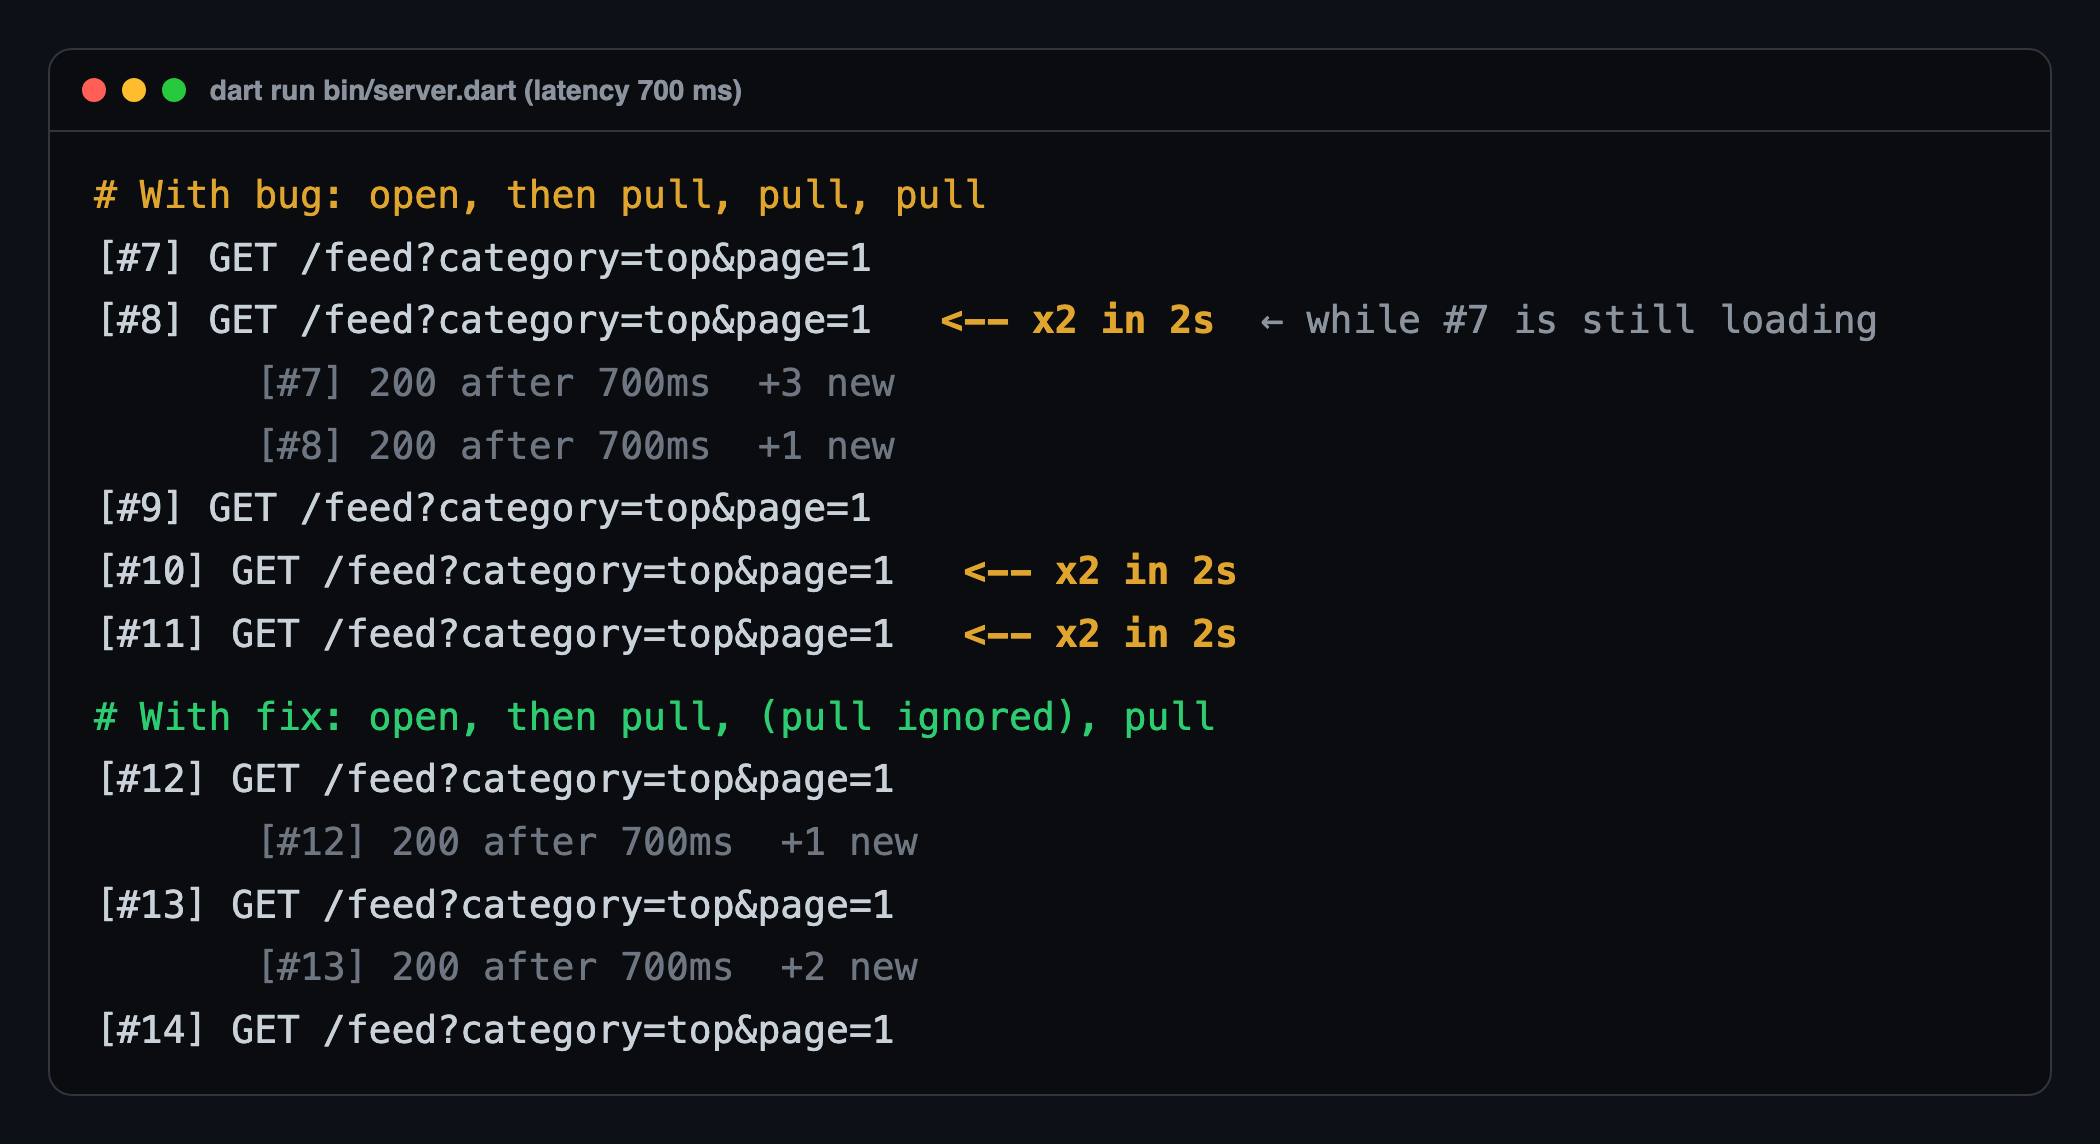 dart run bin/server.dart (latency 700 ms)
# With bug: open, then pull, pull, pull
[#7] GET /feed?category=top&page=1
[#8] GET /feed?category=top&page=1   <-- x2 in 2s  ← while #7 is still loading
[#7] 200 after 700ms  +3 new
[#8] 200 after 700ms  +1 new
[#9] GET /feed?category=top&page=1
[#10] GET /feed?category=top&page=1   <-- x2 in 2s
[#11] GET /feed?category=top&page=1   <-- x2 in 2s
# With fix: open, then pull, (pull ignored), pull
[#12] GET /feed?category=top&page=1
[#12] 200 after 700ms  +1 new
[#13] GET /feed?category=top&page=1
[#13] 200 after 700ms  +2 new
[#14] GET /feed?category=top&page=1